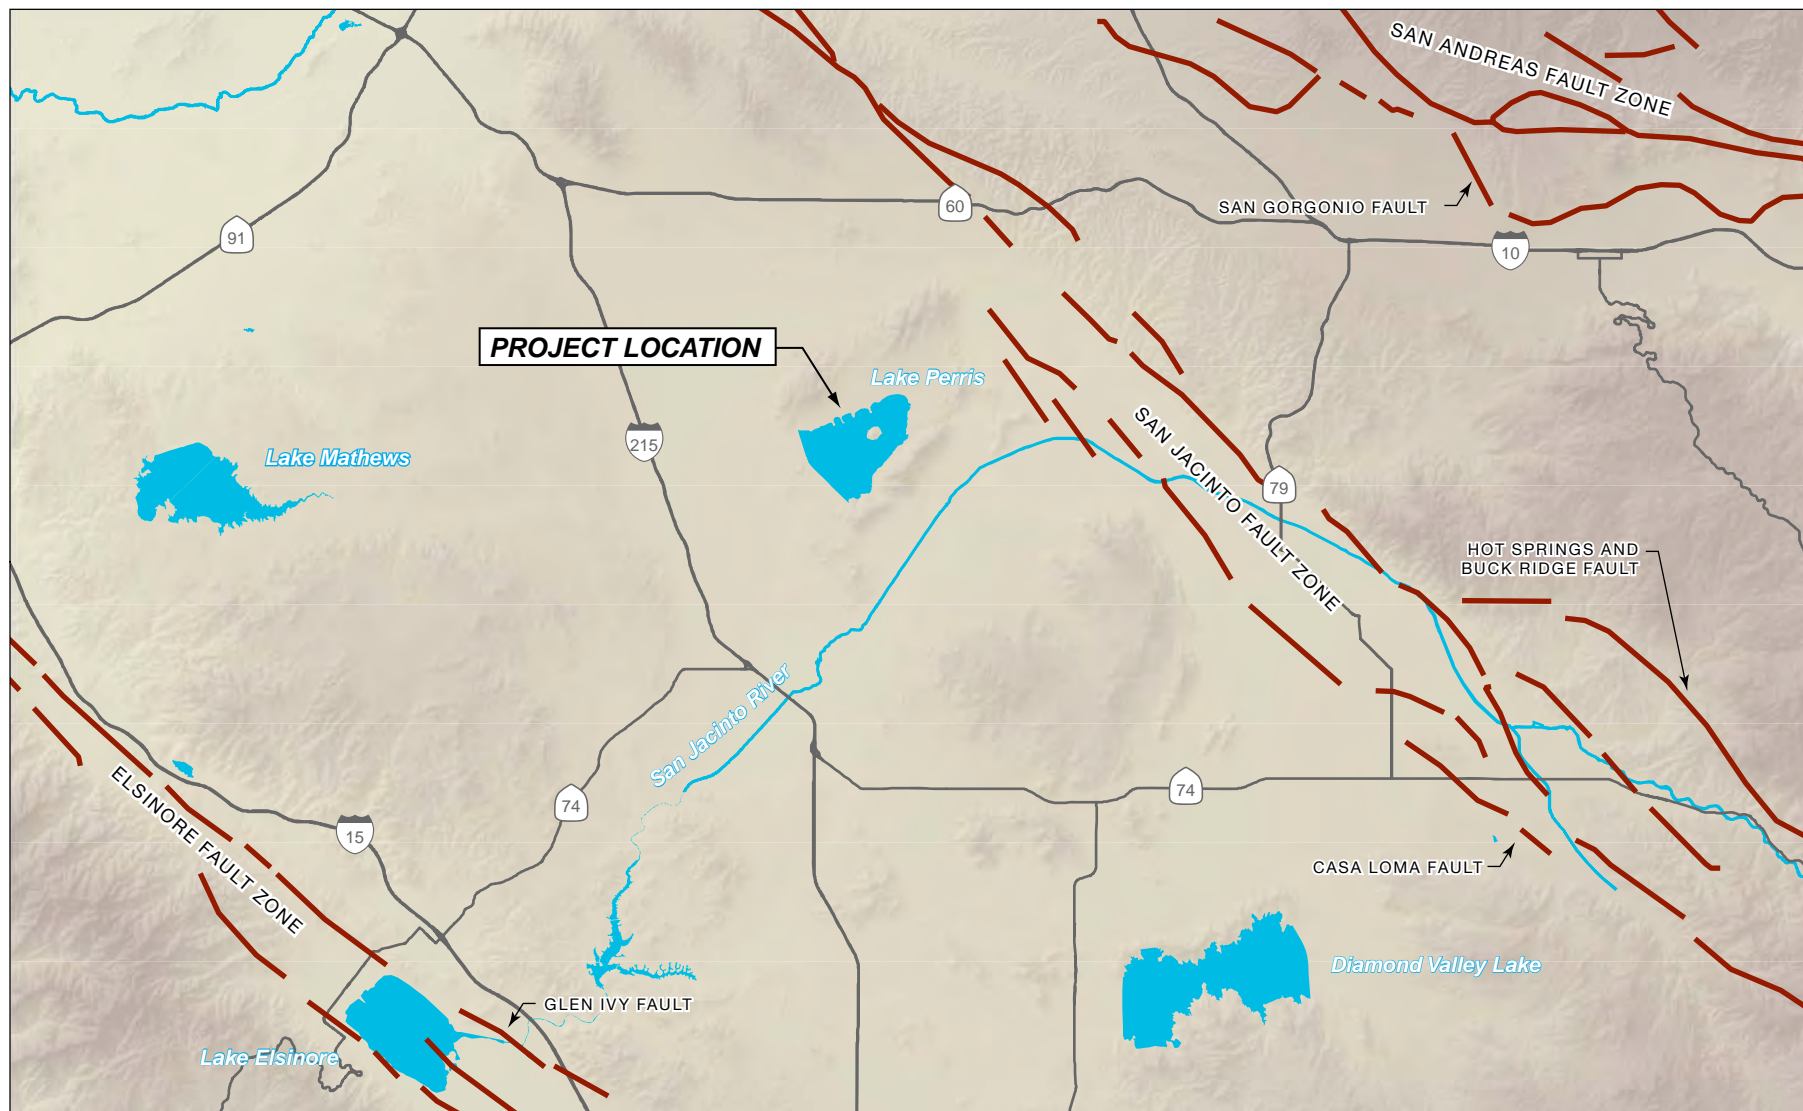 SAN ANDREAS FAULT ZONE
60
SAN GORGONIO FAULT
91
10
PROJECT LOCATION
Lake Perris
215
Lake Mathews
SAN JACINTO FAULT ZONE
79
HOT SPRINGS AND
BUCK RIDGE FAULT
San Jacinto River
ELSINORE FAULT ZONE
74
74
15
CASA LOMA FAULT
Diamond Valley Lake
GLEN IVY FAULT
Lake Elsinore